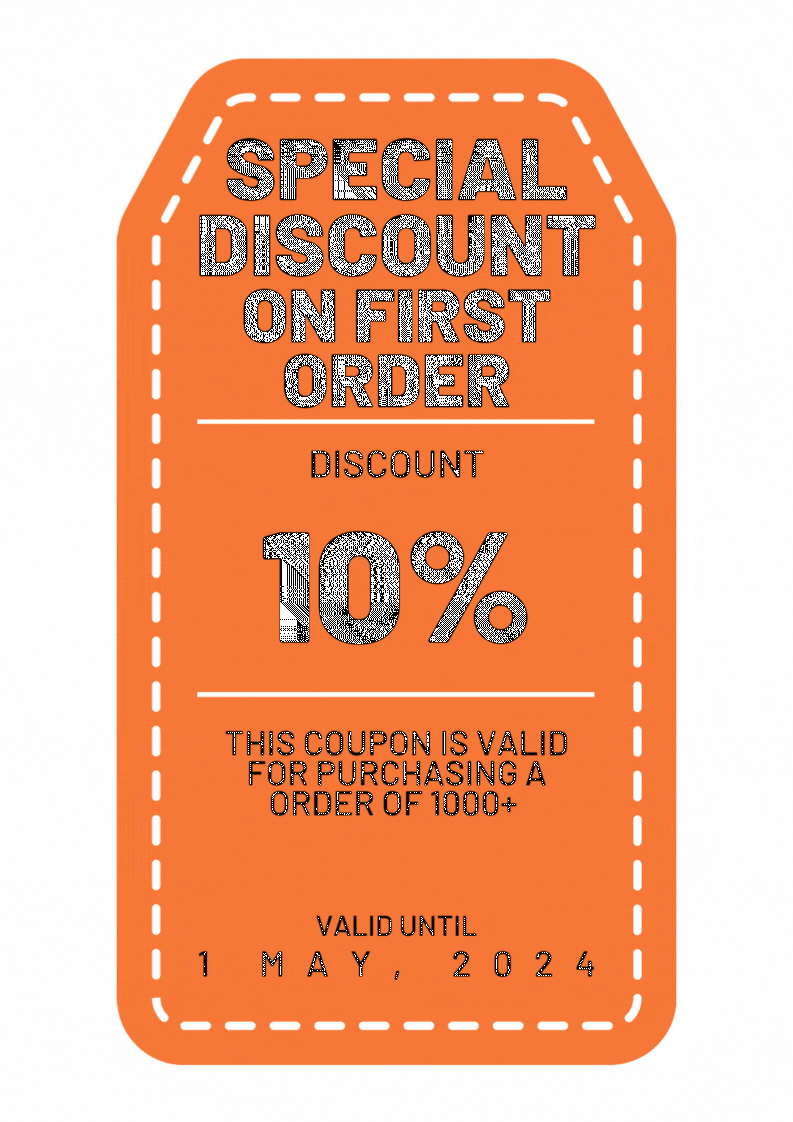 SPECIAL
DISCOUNT
ON FIRST
ORDER
DISCOUNT
10%
THIS COUPON IS VALID
FOR PURCHASING A
ORDER OF 1000+
VALID UNTIL
1 MAY, 2024